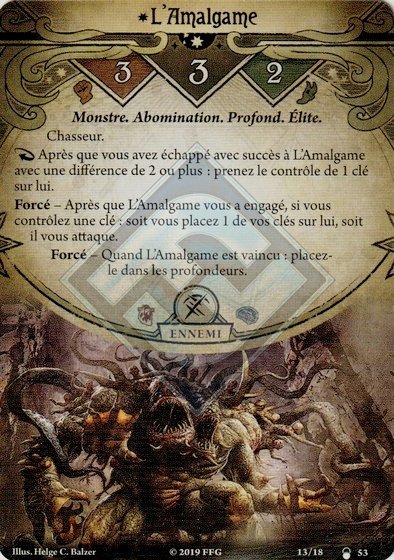 L'Amalgame
3 3 2
Monstre. Abomination. Profond. Élite.
Chasseur.
Après que vous avez échappé avec succès à L'Amalgame
avec une différence de 2 ou plus : prenez le contrôle de 1 clé
sur lui.
Forcé – Après que L'Amalgame vous a engagé, si vous
contrôlez une clé : soit vous placez 1 de vos clés sur lui, soit
il vous attaque.
Forcé – Quand L'Amalgame est vaincu : placez-
le dans les profondeurs.
ENNEMI
Illus. Helge C. Balzer
© 2019 FFG
13/18
53